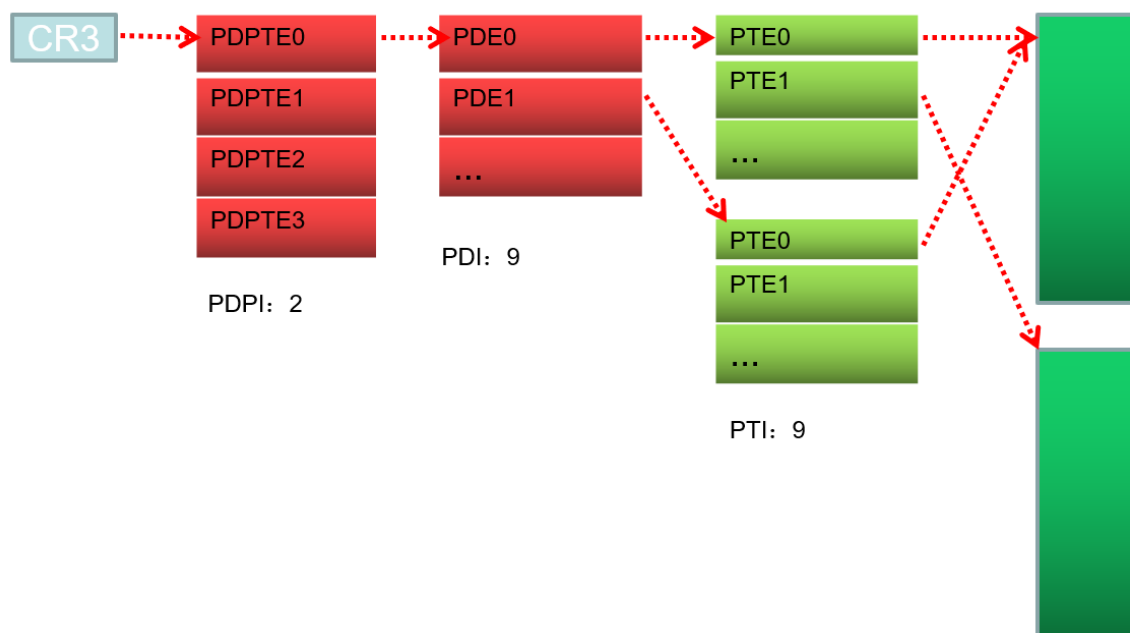 CR3
PDPTE0
PDPTE1
PDPTE2
PDPTE3
PDPI：2
PDE0
PDE1
...
PDI：9
PTE0
PTE1
...
PTE0
PTE1
...
PTI：9